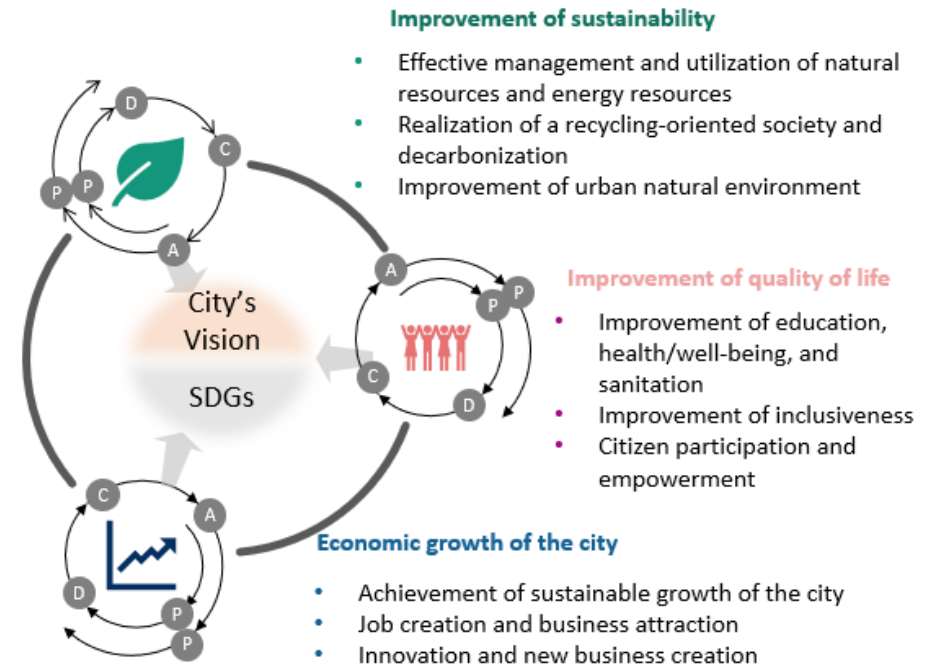 Improvement of sustainability
• Effective management and utilization of natural
resources and energy resources
• Realization of a recycling-oriented society and
decarbonization
• Improvement of urban natural environment
D
C
P
P
A
City's
Vision
SDGs
A
P
P
C
D
Improvement of quality of life
• Improvement of education,
health/well-being, and
sanitation
• Improvement of inclusiveness
• Citizen participation and
empowerment
C
A
D
P
P
Economic growth of the city
• Achievement of sustainable growth of the city
• Job creation and business attraction
• Innovation and new business creation